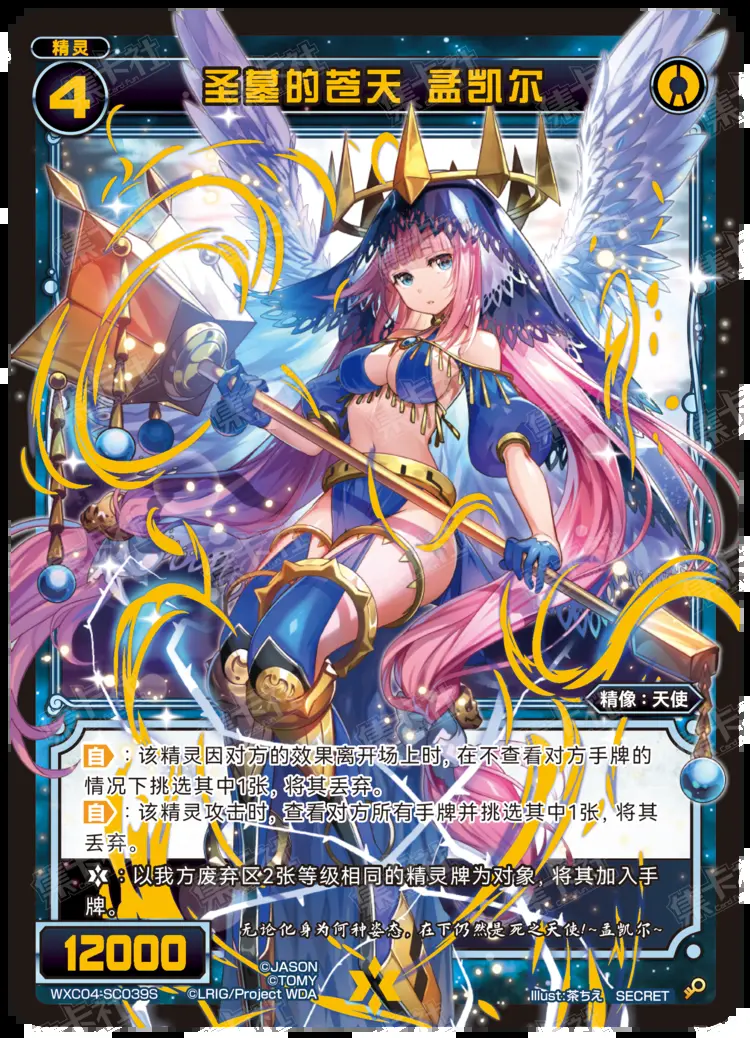 精灵
4
圣墓的苍天 孟凯尔
精像：天使
自：该精灵因对方的效果离开场上时，在不查看对方手牌的
情况下挑选其中1张，将其丢弃。
自：该精灵攻击时，查看对方所有手牌并挑选其中1张，将其
丢弃。
：以我方废弃区2张等级相同的精灵牌为对象，将其加入手
牌。
无论化身为何种姿态，在下仍然是死之天使！~孟凯尔~
12000
©JASON
©TOMY
WXC04-SC039S ©LRIG/Project WDA
Illust:茶ちえ SECRET
集卡社